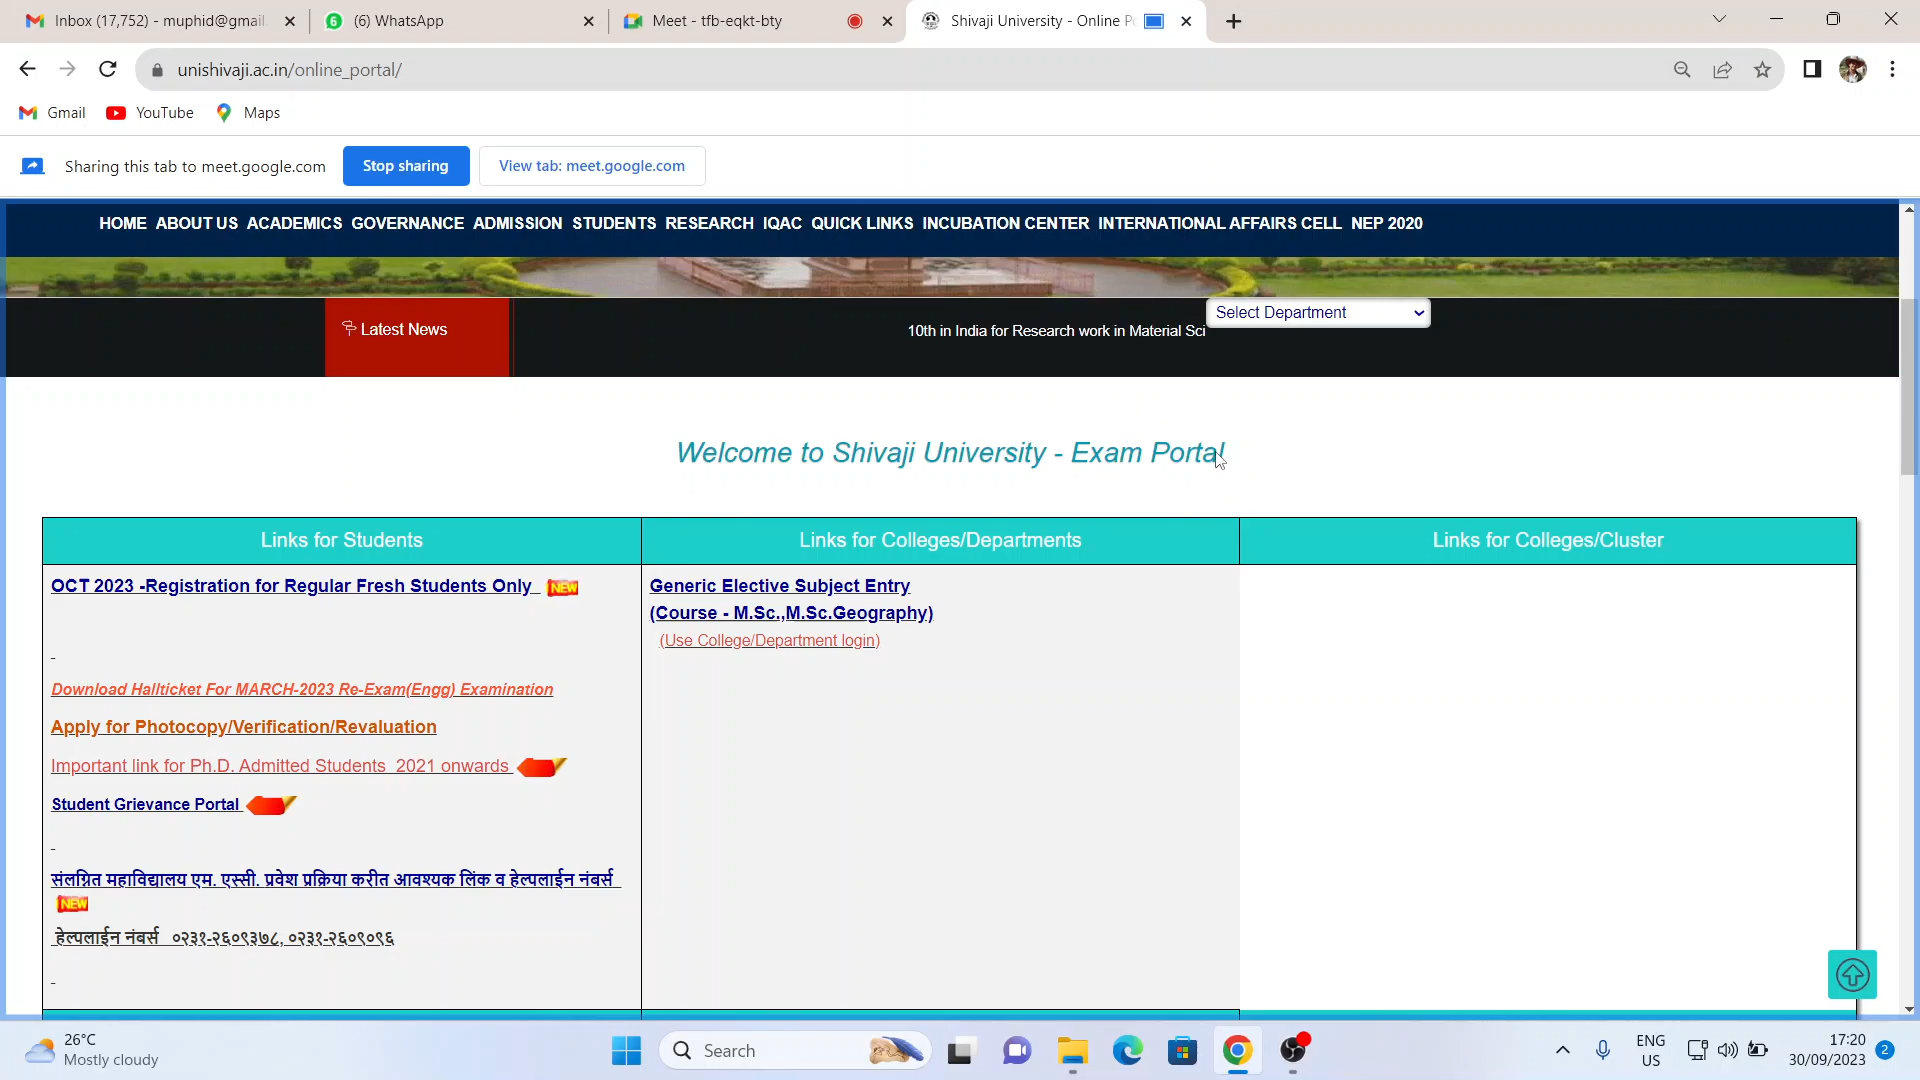 Inbox (17,752) - muphid@gmail.
(6) WhatsApp
Meet - tfb-eqkt-bty
Shivaji University - Online Po
unishivaji.ac.in/online_portal/
Gmail YouTube Maps
Sharing this tab to meet.google.com Stop sharing View tab: meet.google.com
HOME ABOUT US ACADEMICS GOVERNANCE ADMISSION STUDENTS RESEARCH IQAC QUICK LINKS INCUBATION CENTER INTERNATIONAL AFFAIRS CELL NEP 2020
Select Department
Latest News
10th in India for Research work in Material Sci
Welcome to Shivaji University - Exam Portal
Links for Students
Links for Colleges/Departments
Links for Colleges/Cluster
OCT 2023 -Registration for Regular Fresh Students Only NEW
Download Hallticket For MARCH-2023 Re-Exam(Engg) Examination
Apply for Photocopy/Verification/Revaluation
Important link for Ph.D. Admitted Students 2021 onwards
Student Grievance Portal
संलग्नित महाविद्यालय एम. एस्सी. प्रवेश प्रक्रिया करीत आवश्यक लिंक व हेल्पलाईन नंबर्स
NEW
हेल्पलाईन नंबर्स ०२३१-२६०९३७८, ०२३१-२६०९०९६
Generic Elective Subject Entry
(Course - M.Sc.,M.Sc.Geography)
(Use College/Department login)
26°C
Mostly cloudy
Search
ENG
US
17:20
30/09/2023
2